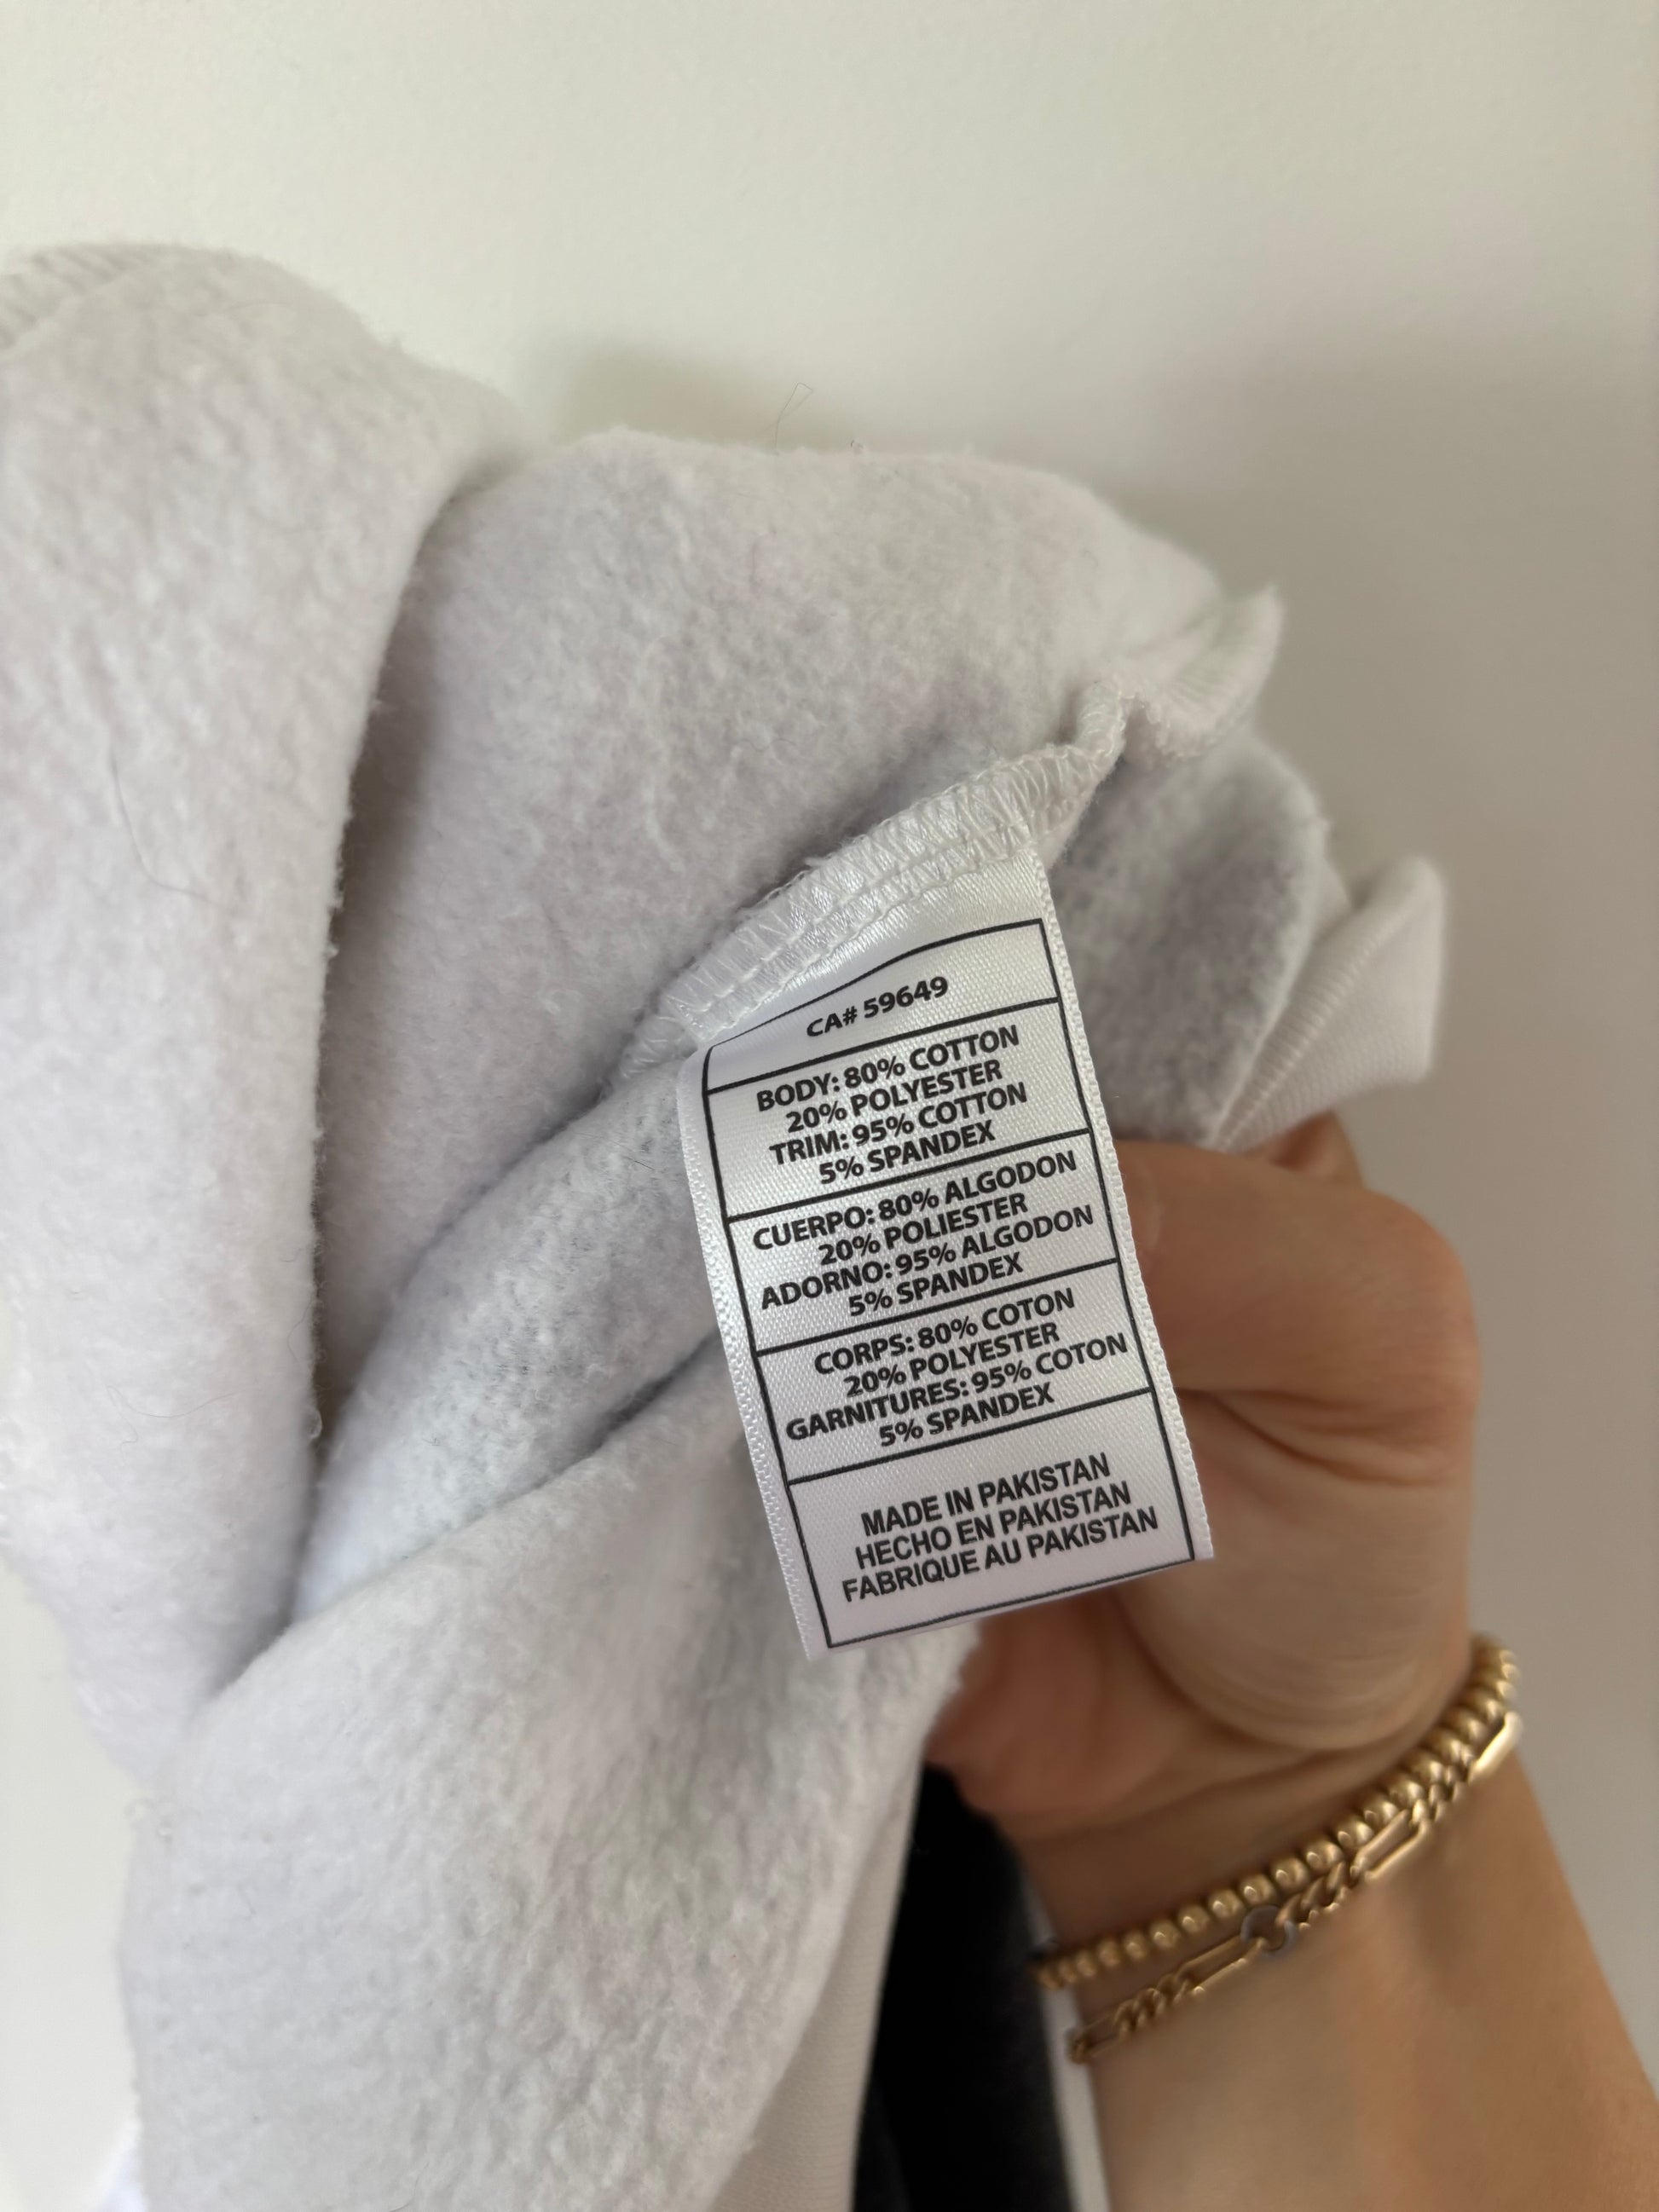 CA# 59649
BODY: 80% COTTON
20% POLYESTER
TRIM: 95% COTTON
5% SPANDEX
CUERPO: 80% ALGODON
20% POLIESTER
ADORNO: 95% ALGODON
5% SPANDEX
CORPS: 80% COTON
20% POLYESTER
GARNITURES: 95% COTON
5% SPANDEX
MADE IN PAKISTAN
HECHO EN PAKISTAN
FABRIQUE AU PAKISTAN